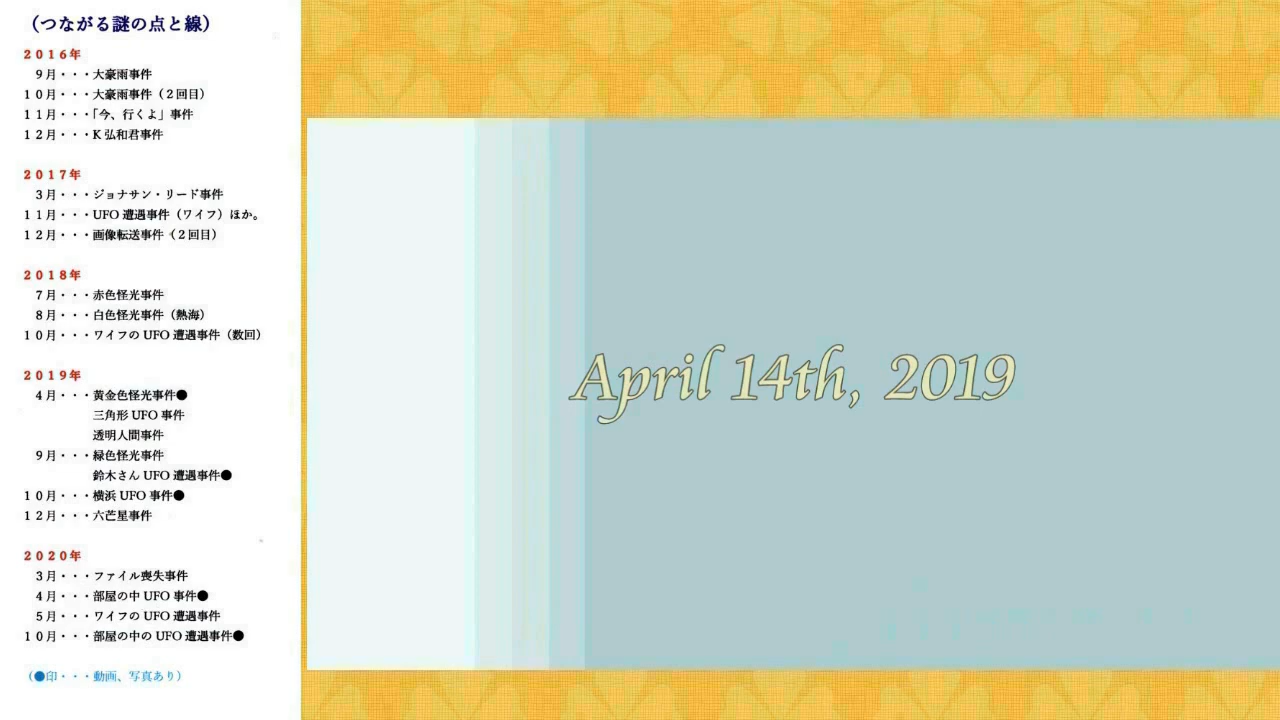 （つながる謎の点と線）
２０１６年
９月・・・大豪雨事件
１０月・・・大豪雨事件（２回目）
１１月・・・「今、行くよ」事件
１２月・・・K 弘和君事件
２０１７年
３月・・・ジョナサン・リード事件
１１月・・・UFO 遭遇事件（ワイフ）ほか。
１２月・・・画像転送事件（２回目）
２０１８年
７月・・・赤色怪光事件
８月・・・白色怪光事件（熱海）
１０月・・・ワイフの UFO 遭遇事件（数回）
２０１９年
４月・・・黄金色怪光事件●
三角形 UFO 事件
透明人間事件
９月・・・緑色怪光事件
鈴木さん UFO 遭遇事件●
１０月・・・横浜 UFO 事件●
１２月・・・六芒星事件
２０２０年
３月・・・ファイル喪失事件
４月・・・部屋の中 UFO 事件●
５月・・・ワイフの UFO 遭遇事件
１０月・・・部屋の中の UFO 遭遇事件●
（●印・・・動画、写真あり）
April 14th, 2019